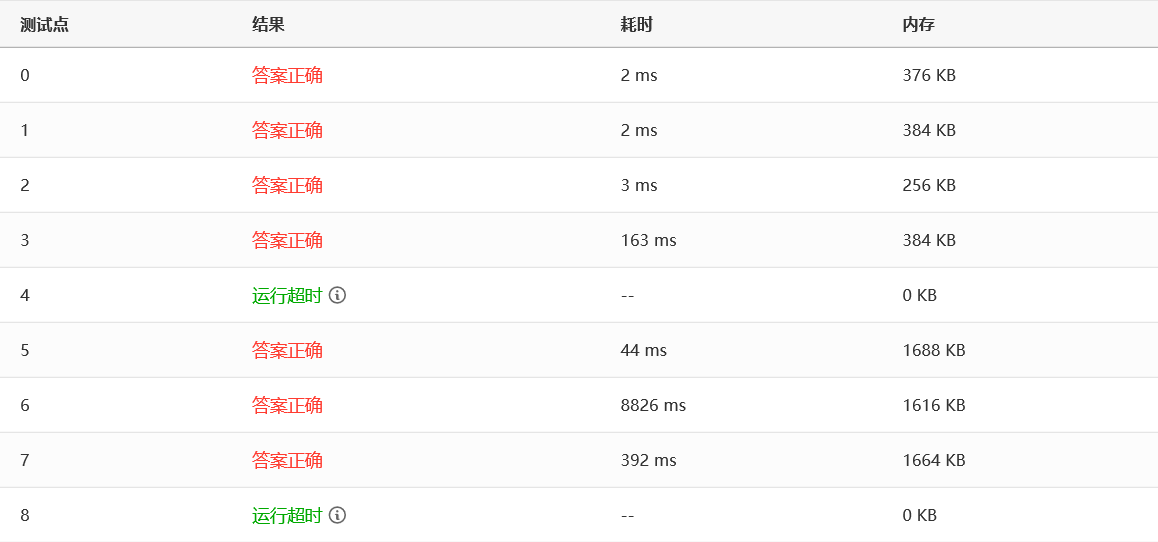 测试点 结果 耗时 内存
0 答案正确 2 ms 376 KB
1 答案正确 2 ms 384 KB
2 答案正确 3 ms 256 KB
3 答案正确 163 ms 384 KB
4 运行超时 -- 0 KB
5 答案正确 44 ms 1688 KB
6 答案正确 8826 ms 1616 KB
7 答案正确 392 ms 1664 KB
8 运行超时 -- 0 KB